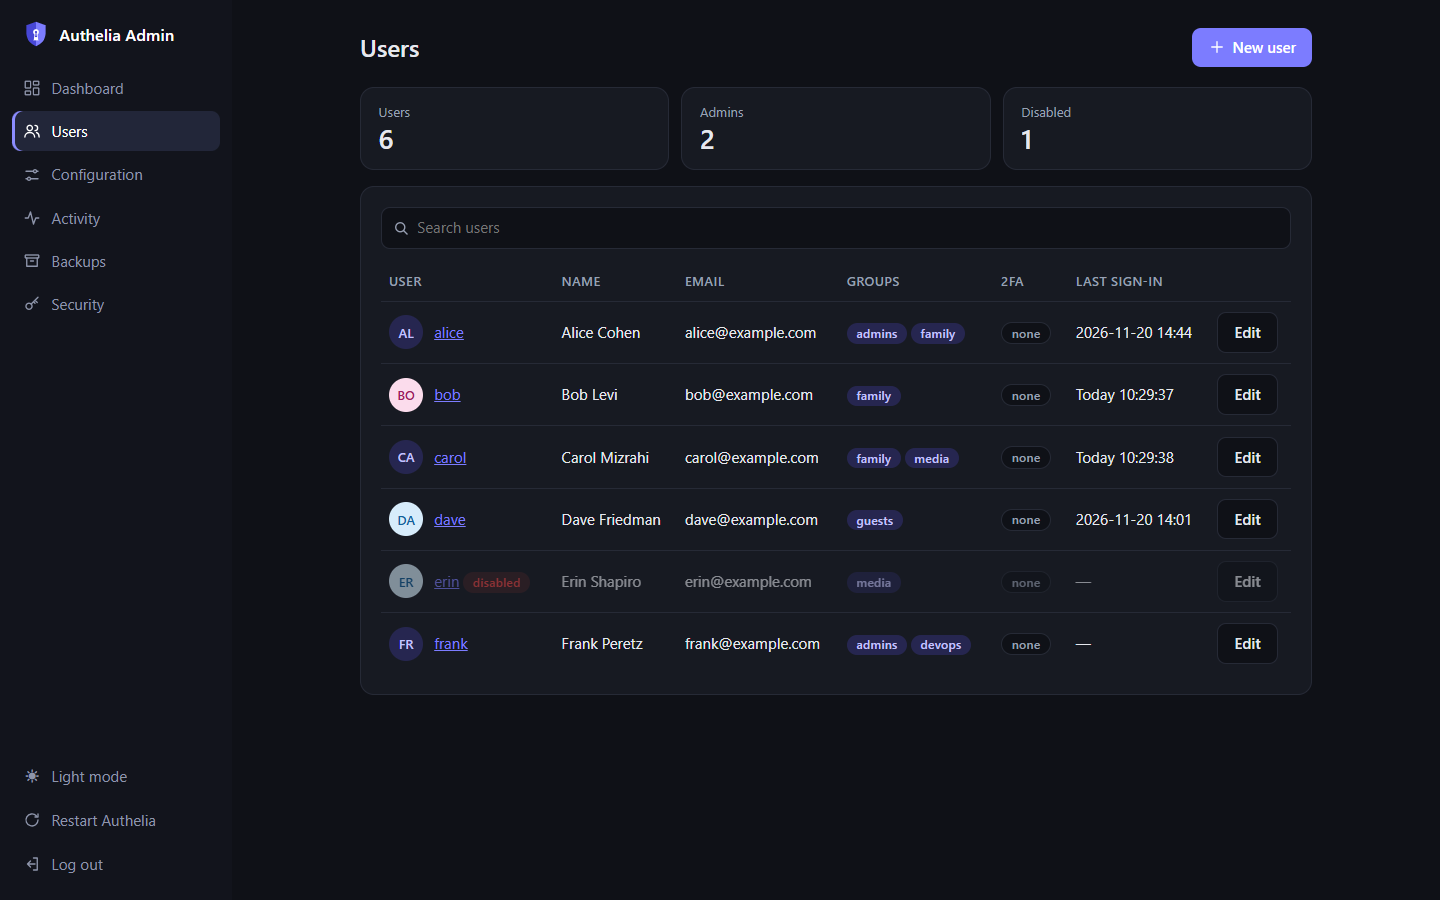 Authelia Admin
Dashboard
Users
Configuration
Activity
Backups
Security
Light mode
Restart Authelia
Log out
Users
New user
Users
6
Admins
2
Disabled
1
Search users
USER NAME EMAIL GROUPS 2FA LAST SIGN-IN
AL alice Alice Cohen alice@example.com admins family none 2026-11-20 14:44 Edit
BO bob Bob Levi bob@example.com family none Today 10:29:37 Edit
CA carol Carol Mizrahi carol@example.com family media none Today 10:29:38 Edit
DA dave Dave Friedman dave@example.com guests none 2026-11-20 14:01 Edit
ER erin disabled Erin Shapiro erin@example.com media none — Edit
FR frank Frank Peretz frank@example.com admins devops none — Edit